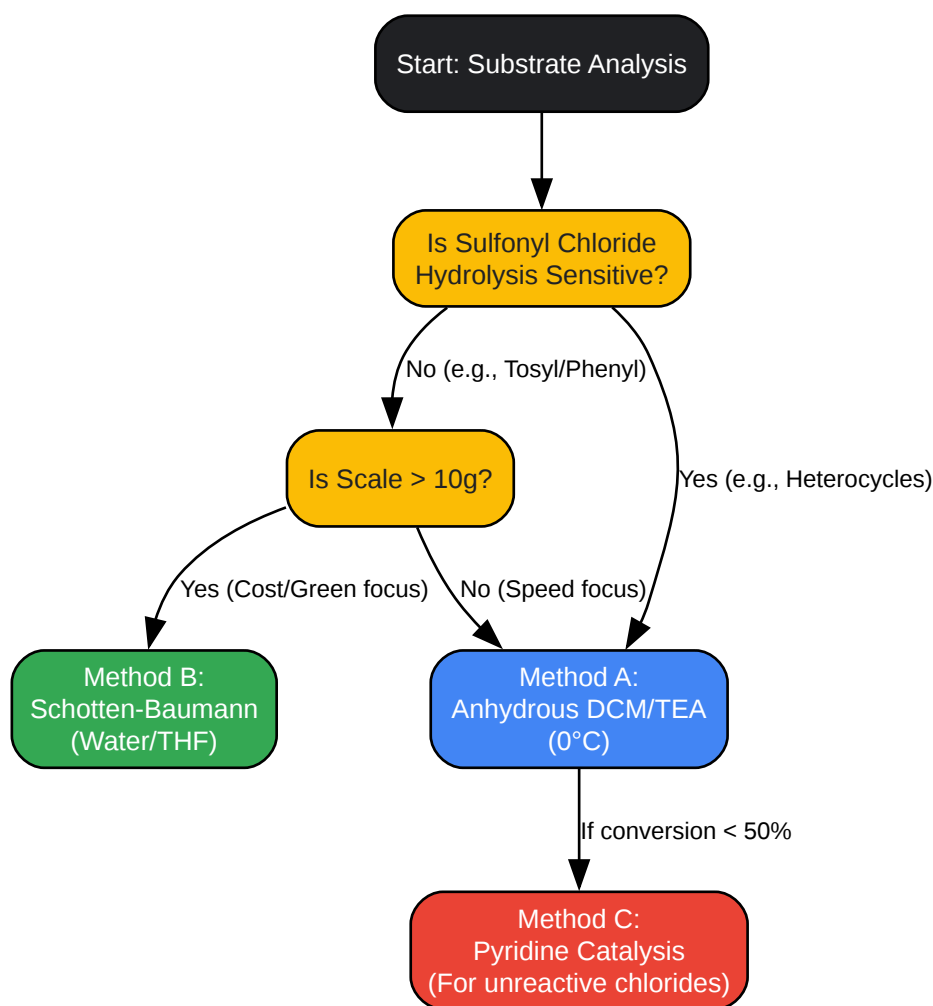 Start: Substrate Analysis
Is Sulfonyl Chloride
Hydrolysis Sensitive?
No (e.g., Tosyl/Phenyl)
Is Scale > 10g?
Yes (e.g., Heterocycles)
Yes (Cost/Green focus)
No (Speed focus)
Method B:
Schotten-Baumann
(Water/THF)
Method A:
Anhydrous DCM/TEA
(0°C)
If conversion < 50%
Method C:
Pyridine Catalysis
(For unreactive chlorides)